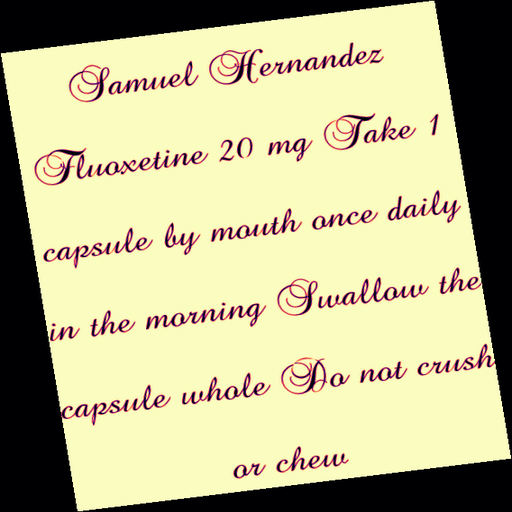 Samuel Hernandez
Fluoxetine 20 mg Take 1
capsule by mouth once daily
in the morning Swallow the
capsule whole Do not crush
or chew